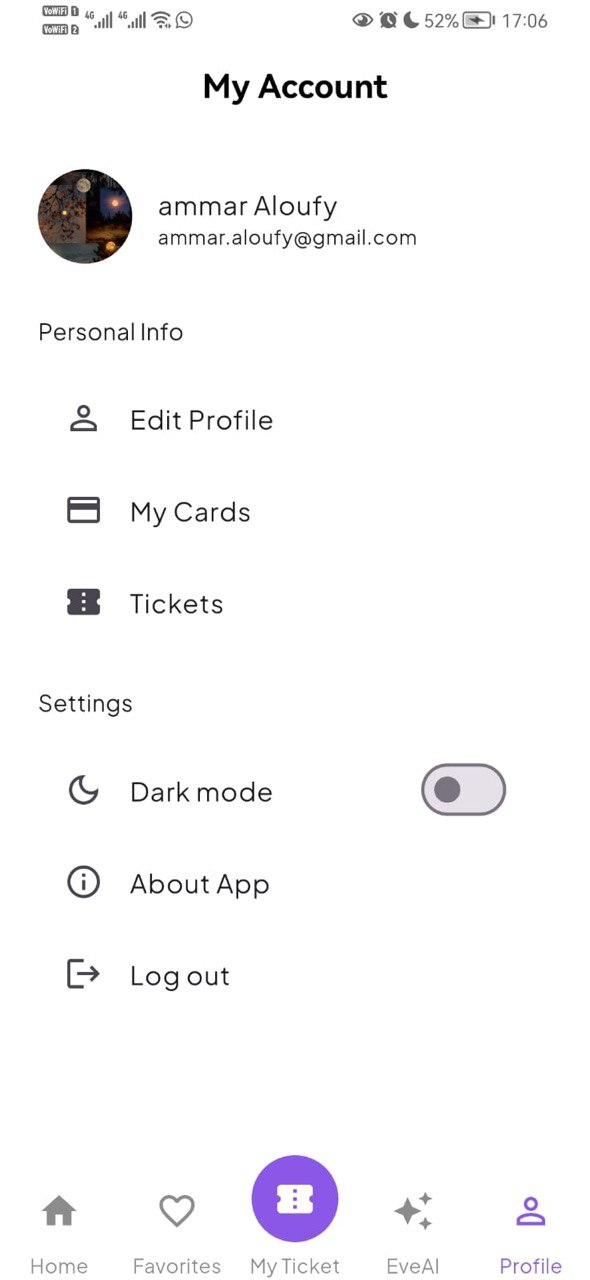 VoWiFi 1 4G 4G 52% 17:06
VoWiFi 2
My Account
ammar Aloufy
ammar.aloufy@gmail.com
Personal Info
Edit Profile
My Cards
Tickets
Settings
Dark mode
About App
Log out
Home Favorites My Ticket EveAI Profile